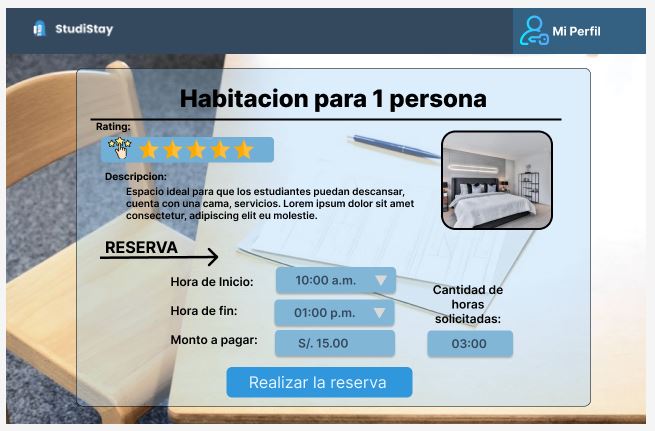 StudiStay
Mi Perfil
Habitacion para 1 persona
Rating:
Descripcion:
Espacio ideal para que los estudiantes puedan descansar,
cuenta con una cama, servicios. Lorem ipsum dolor sit amet
consectetur, adipiscing elit eu molestie.
RESERVA
Hora de Inicio:
10:00 a.m.
Hora de fin:
01:00 p.m.
Monto a pagar:
S/. 15.00
Cantidad de
horas
solicitadas:
03:00
Realizar la reserva